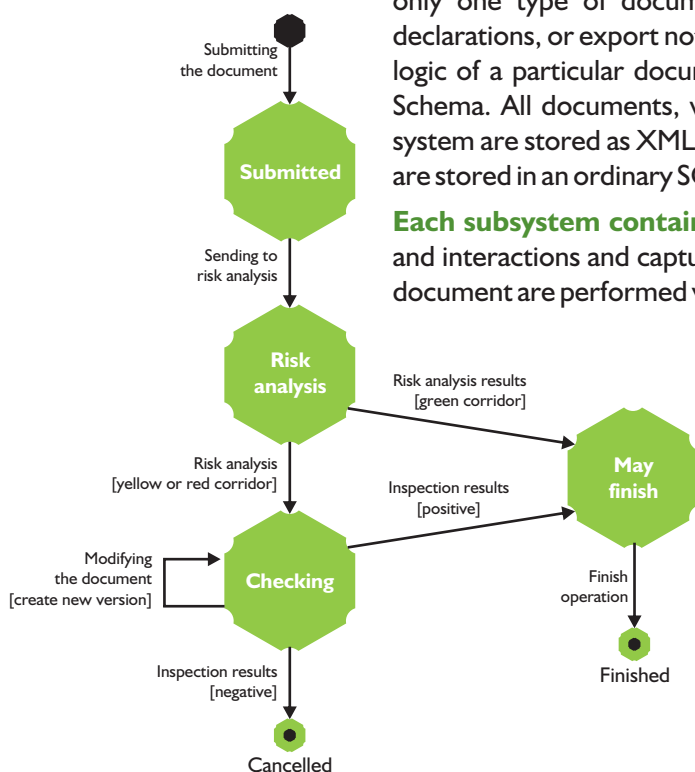 only one type of docum
declarations, or export no
logic of a particular docu
Schema. All documents, v
system are stored as XML
are stored in an ordinary S
Each subsystem contain
and interactions and captu
document are performed v
Submitting
the document
Submitted
Sending to
risk analysis
Risk
analysis
Risk analysis results
[green corridor]
Risk analysis
[yellow or red corridor]
May
finish
Inspection results
[positive]
Modifying
the document
[create new version]
Checking
Finish
operation
Finished
Inspection results
[negative]
Cancelled